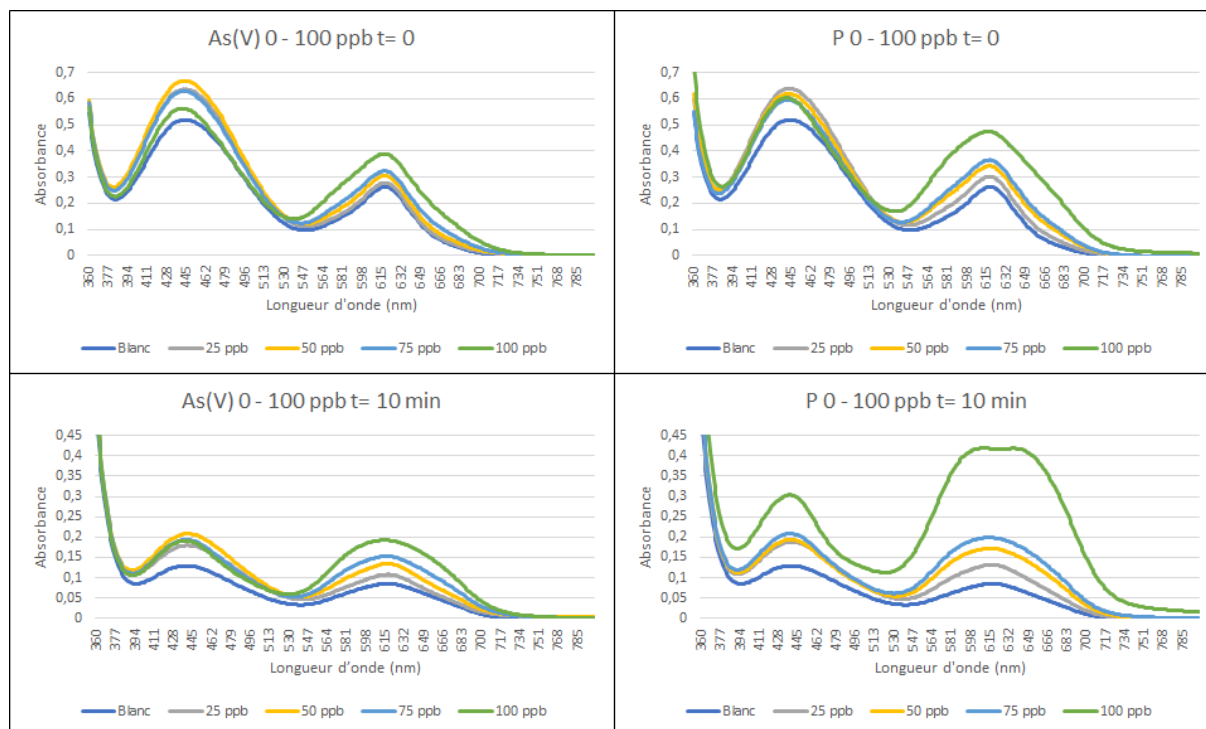 As(V) 0 - 100 ppb t= 0
0,7
0,6
0,5
0,4
0,3
0,2
0,1
0
Absorbance
360 377 394 411 428 445 462 479 496 513 530 547 564 581 598 615 632 649 666 683 700 717 734 751 768 785
Longueur d'onde (nm)
Blanc 25 ppb 50 ppb 75 ppb 100 ppb
P 0 - 100 ppb t= 0
0,7
0,6
0,5
0,4
0,3
0,2
0,1
0
Absorbance
360 377 394 411 428 445 462 479 496 513 530 547 564 581 598 615 632 649 666 683 700 717 734 751 768 785
Longueur d'onde (nm)
Blanc 25 ppb 50 ppb 75 ppb 100 ppb
As(V) 0 - 100 ppb t= 10 min
0,45
0,4
0,35
0,3
0,25
0,2
0,15
0,1
0,05
0
Absorbance
360 377 394 411 428 445 462 479 496 513 530 547 564 581 598 615 632 649 666 683 700 717 734 751 768 785
Longueur d’onde (nm)
Blanc 25 ppb 50 ppb 75 ppb 100 ppb
P 0 - 100 ppb t= 10 min
0,45
0,4
0,35
0,3
0,25
0,2
0,15
0,1
0,05
0
Absorbance
360 377 394 411 428 445 462 479 496 513 530 547 564 581 598 615 632 649 666 683 700 717 734 751 768 785
Longueur d'onde (nm)
Blanc 25 ppb 50 ppb 75 ppb 100 ppb